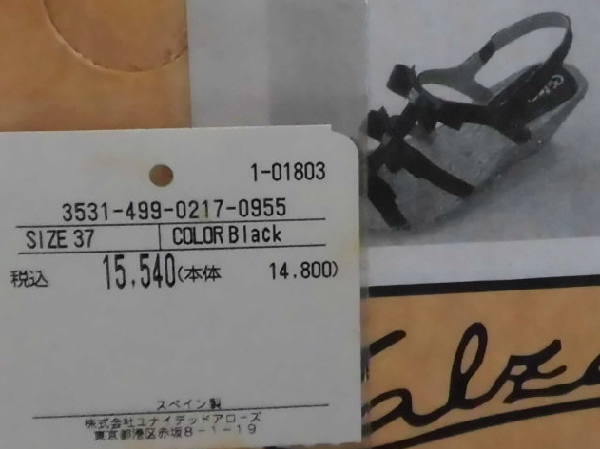 1-01803
3531-499-0217-0955
SIZE 37 COLOR Black
税込 15,540(本体 14.800)
スペイン製
株式会社ユナイテッドアローズ
東京都港区赤坂8-1-19